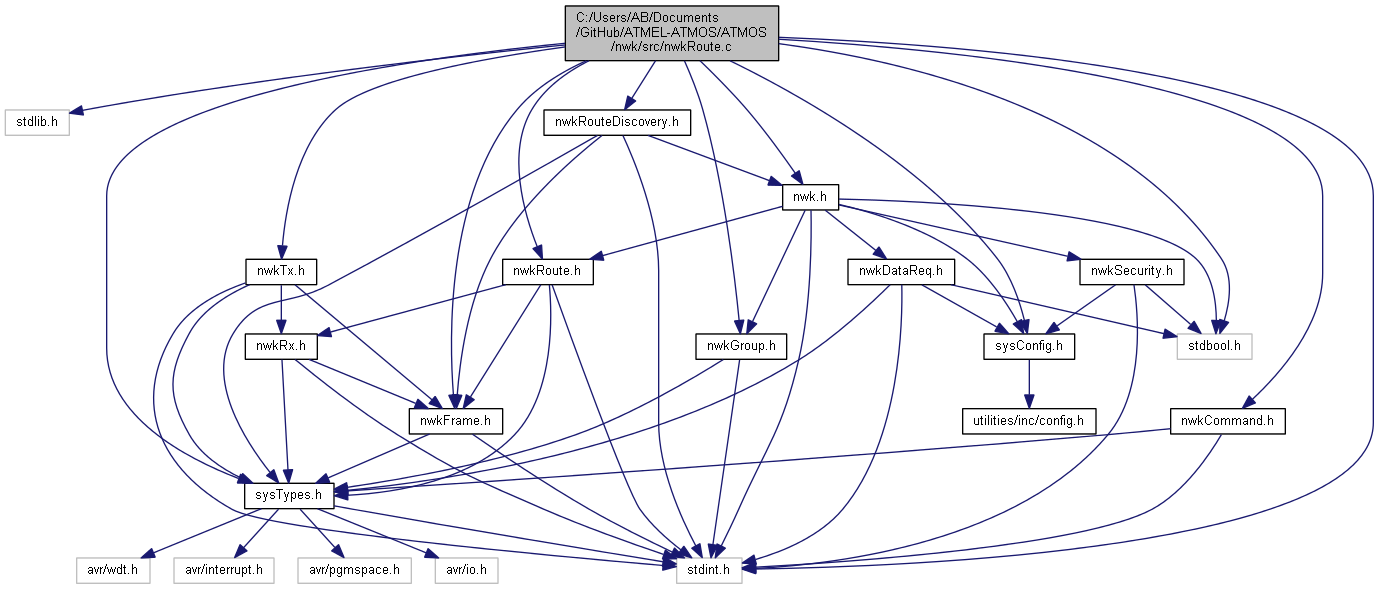 C:/Users/AB/Documents
/GitHub/ATMEL-ATMOS/ATMOS
/nwk/src/nwkRoute.c
stdlib.h
nwkRouteDiscovery.h
nwk.h
nwkTx.h
nwkRoute.h
nwkDataReq.h
nwkSecurity.h
nwkRx.h
nwkGroup.h
sysConfig.h
stdbool.h
nwkFrame.h
utilities/inc/config.h
nwkCommand.h
sysTypes.h
avr/wdt.h
avr/interrupt.h
avr/pgmspace.h
avr/io.h
stdint.h